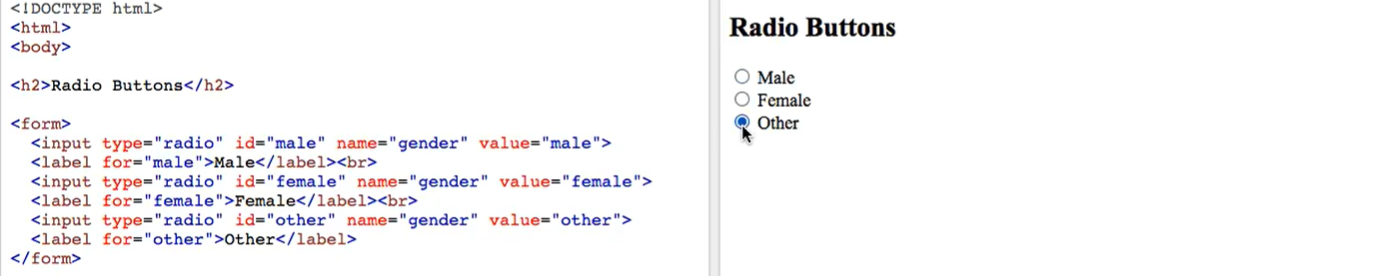 <!DOCTYPE html>
<html>
<body>
<h2>Radio Buttons</h2>
<form>
<input type="radio" id="male" name="gender" value="male">
<label for="male">Male</label><br>
<input type="radio" id="female" name="gender" value="female">
<label for="female">Female</label><br>
<input type="radio" id="other" name="gender" value="other">
<label for="other">Other</label>
</form>
Radio Buttons
Male
Female
Other